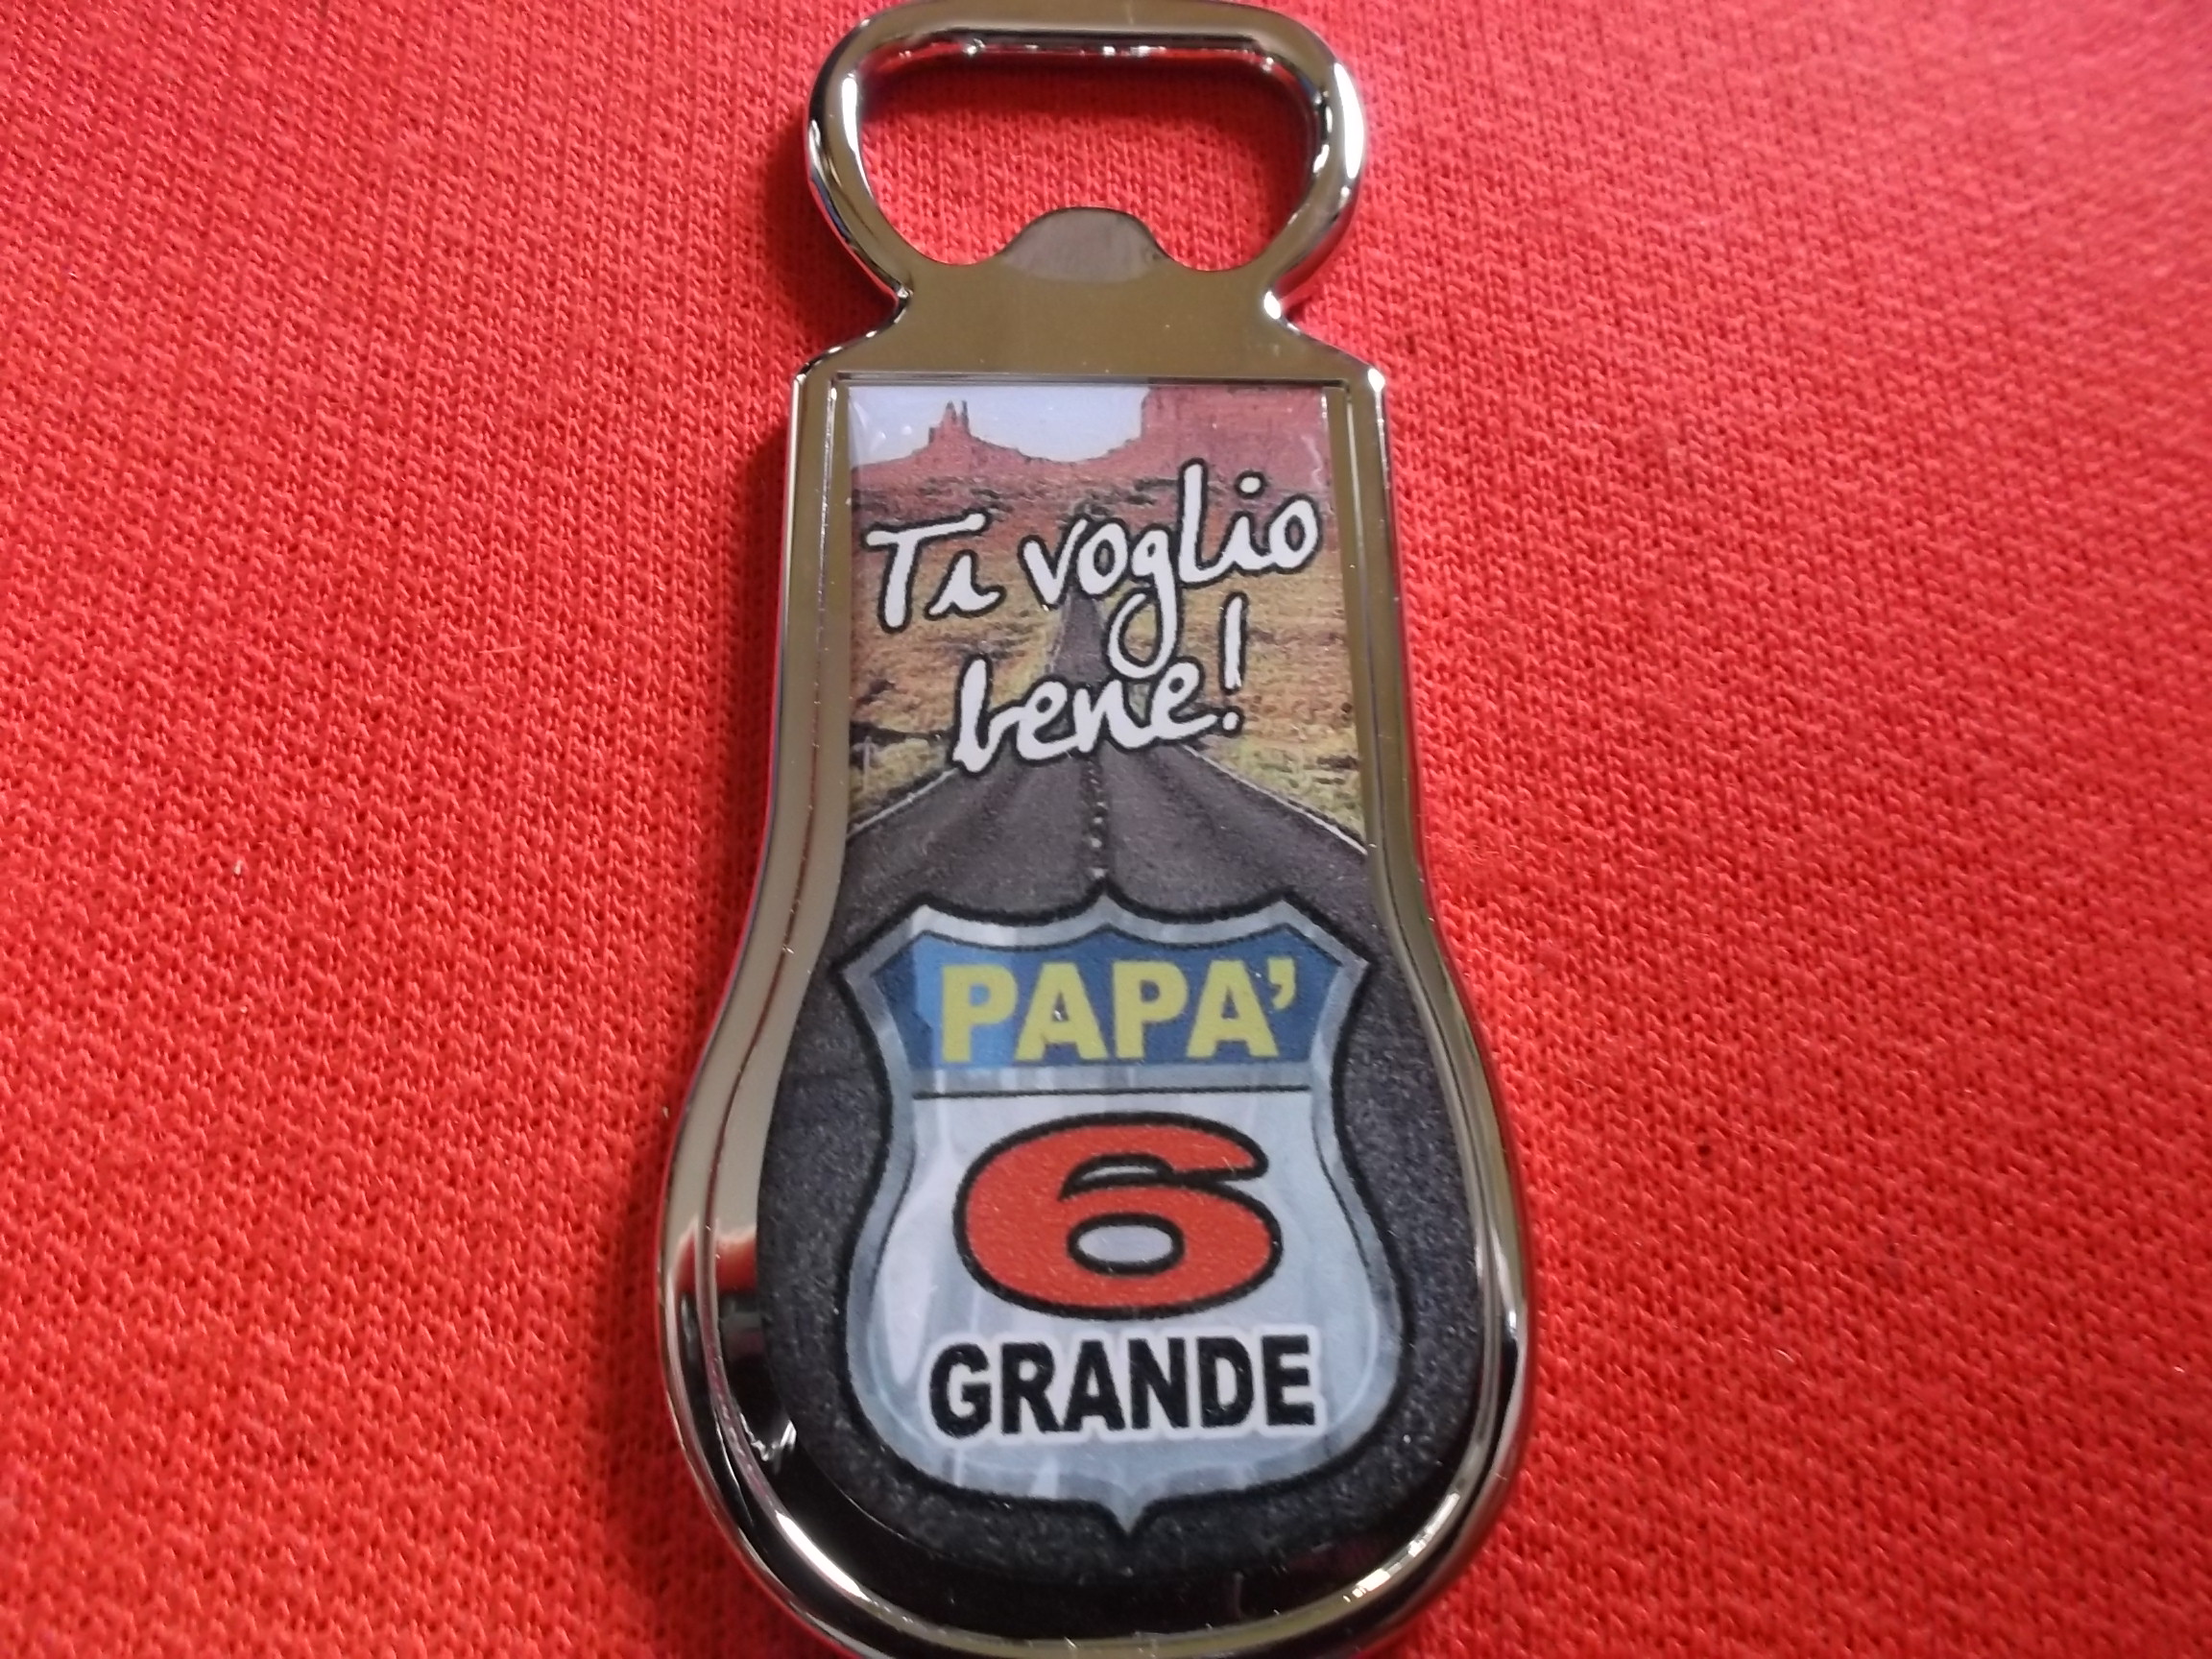 Ti voglio
bene!
PAPA'
6
GRANDE